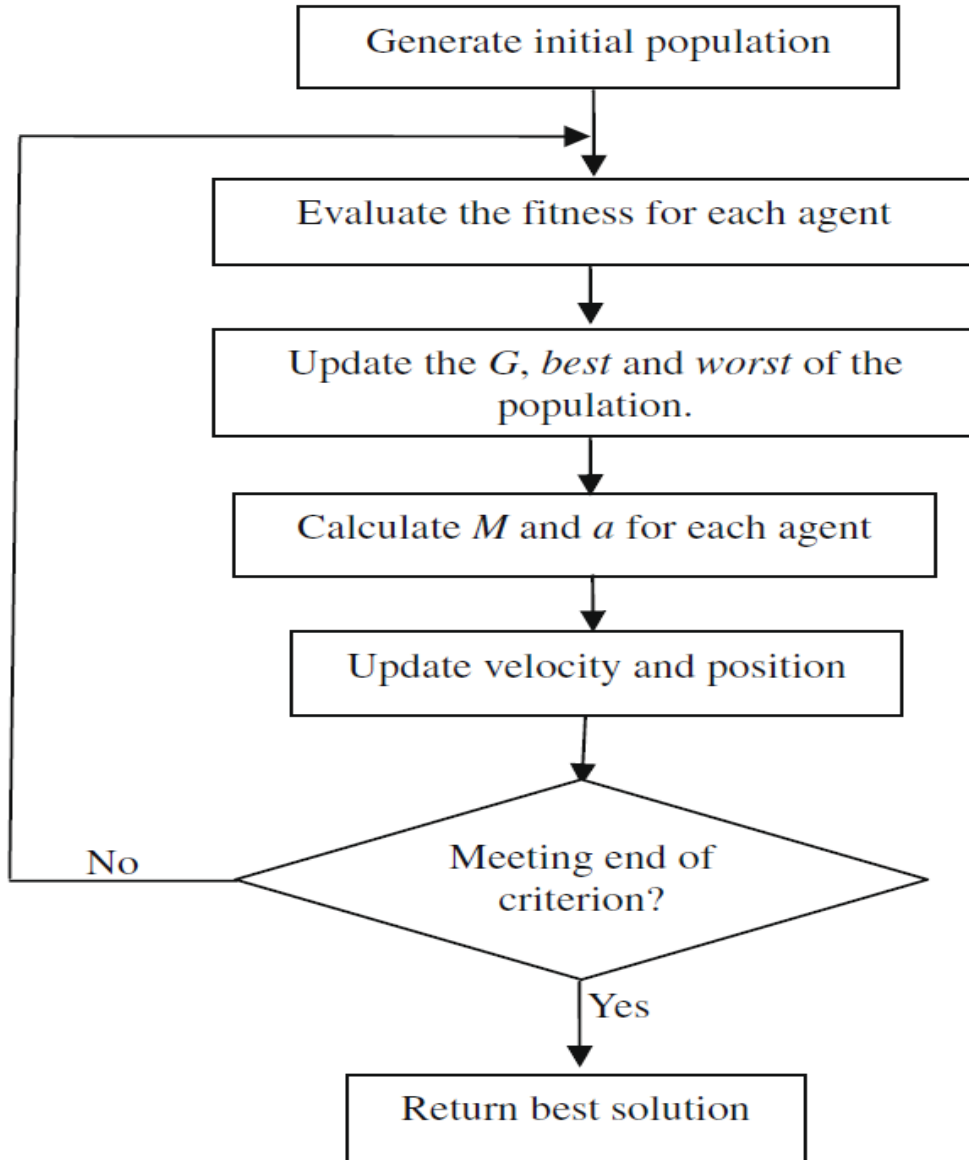 Generate initial population
Evaluate the fitness for each agent
Update the G, best and worst of the
population.
Calculate M and a for each agent
Update velocity and position
Meeting end of
criterion?
No
Yes
Return best solution